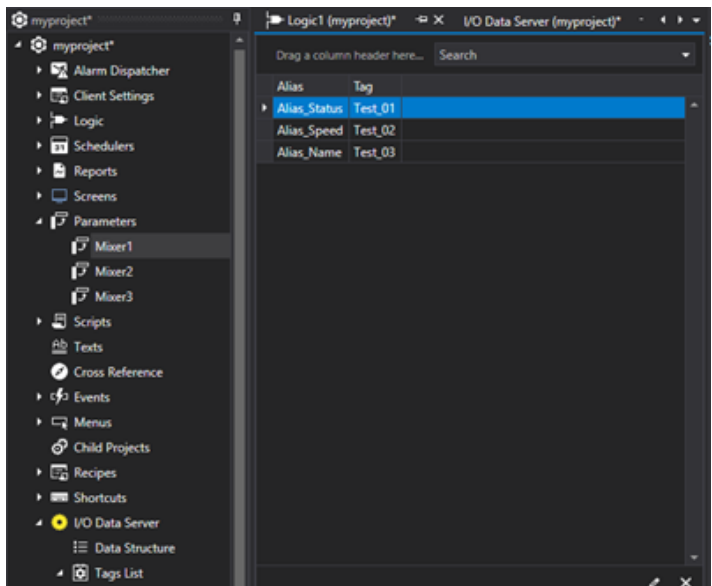 myproject*
myproject*
Alarm Dispatcher
Client Settings
Logic
Schedulers
Reports
Screens
Parameters
Mixer1
Mixer2
Mixer3
Scripts
Texts
Cross Reference
Events
Menus
Child Projects
Recipes
Shortcuts
I/O Data Server
Data Structure
Tags List
Logic1 (myproject)* I/O Data Server (myproject)*
Drag a column header here... Search
Alias Tag
Alias_Status Test_01
Alias_Speed Test_02
Alias_Name Test_03